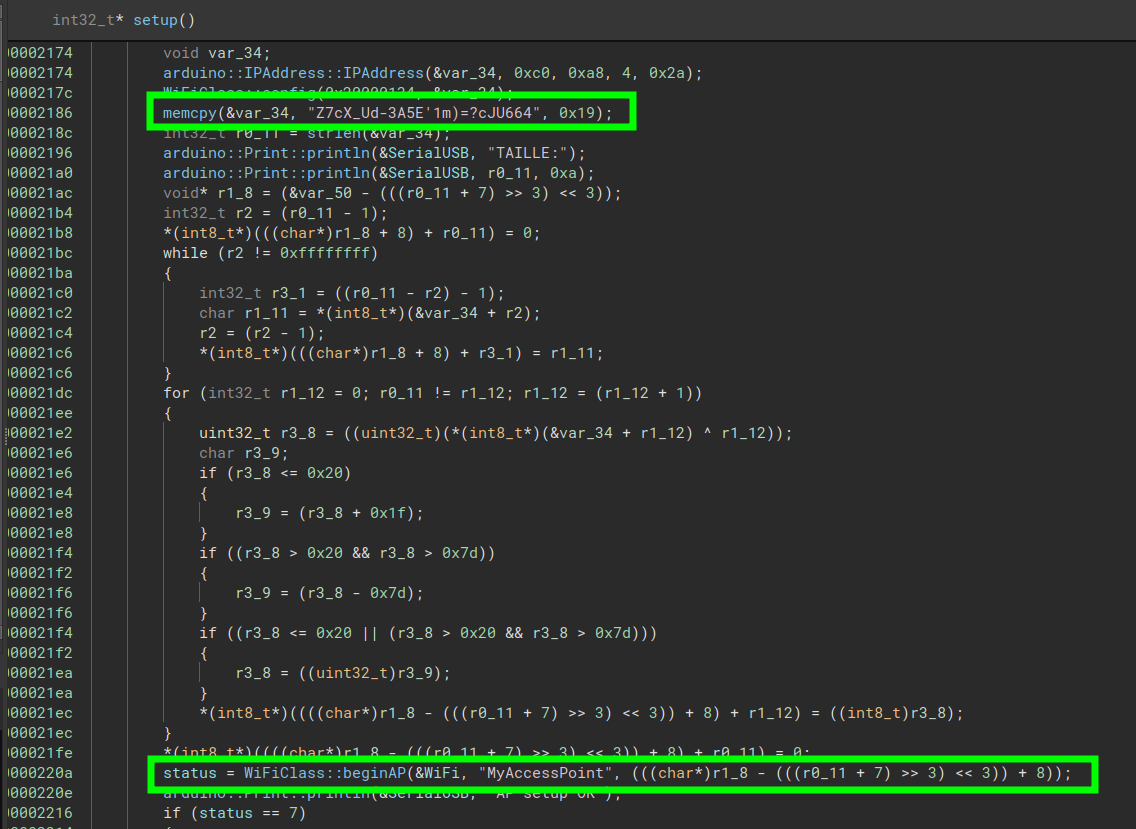 int32_t* setup()
00002174 void var_34;
00002174 arduino::IPAddress::IPAddress(&var_34, 0xc0, 0xa8, 4, 0x2a);
0000217c WiFiClass::config(0x20000134, &var_34);
00002186 memcpy(&var_34, "Z7cX_Ud-3A5E'1m)=?cJU664", 0x19);
0000218c int32_t r0_11 = strlen(&var_34);
00002196 arduino::Print::println(&SerialUSB, "TAILLE:");
000021a0 arduino::Print::println(&SerialUSB, r0_11, 0xa);
000021ac void* r1_8 = (&var_50 - (((r0_11 + 7) >> 3) << 3));
000021b4 int32_t r2 = (r0_11 - 1);
000021b8 *(int8_t*)(((char*)r1_8 + 8) + r0_11) = 0;
000021bc while (r2 != 0xffffffff)
000021ba {
000021c0 int32_t r3_1 = ((r0_11 - r2) - 1);
000021c2 char r1_11 = *(int8_t*)(&var_34 + r2);
000021c4 r2 = (r2 - 1);
000021c6 *(int8_t*)(((char*)r1_8 + 8) + r3_1) = r1_11;
000021c6 }
000021dc for (int32_t r1_12 = 0; r0_11 != r1_12; r1_12 = (r1_12 + 1))
000021ee {
000021e2 uint32_t r3_8 = ((uint32_t)(*(int8_t*)(&var_34 + r1_12) ^ r1_12));
000021e6 char r3_9;
000021e6 if (r3_8 <= 0x20)
000021e4 {
000021e8 r3_9 = (r3_8 + 0x1f);
000021e8 }
000021f4 if ((r3_8 > 0x20 && r3_8 > 0x7d))
000021f2 {
000021f6 r3_9 = (r3_8 - 0x7d);
000021f6 }
000021f4 if ((r3_8 <= 0x20 || (r3_8 > 0x20 && r3_8 > 0x7d)))
000021f2 {
000021ea r3_8 = ((uint32_t)r3_9);
000021ea }
000021ec *(int8_t*)((((char*)r1_8 - (((r0_11 + 7) >> 3) << 3)) + 8) + r1_12) = ((int8_t)r3_8);
000021ec }
000021fe *(int8_t*)((((char*)r1_8 - (((r0_11 + 7) >> 3) << 3)) + 8) + r0_11) = 0;
0000220a status = WiFiClass::beginAP(&WiFi, "MyAccessPoint", (((char*)r1_8 - (((r0_11 + 7) >> 3) << 3)) + 8));
0000220e arduino::Print::println(&SerialUSB, "AP setup OK");
00002216 if (status == 7)